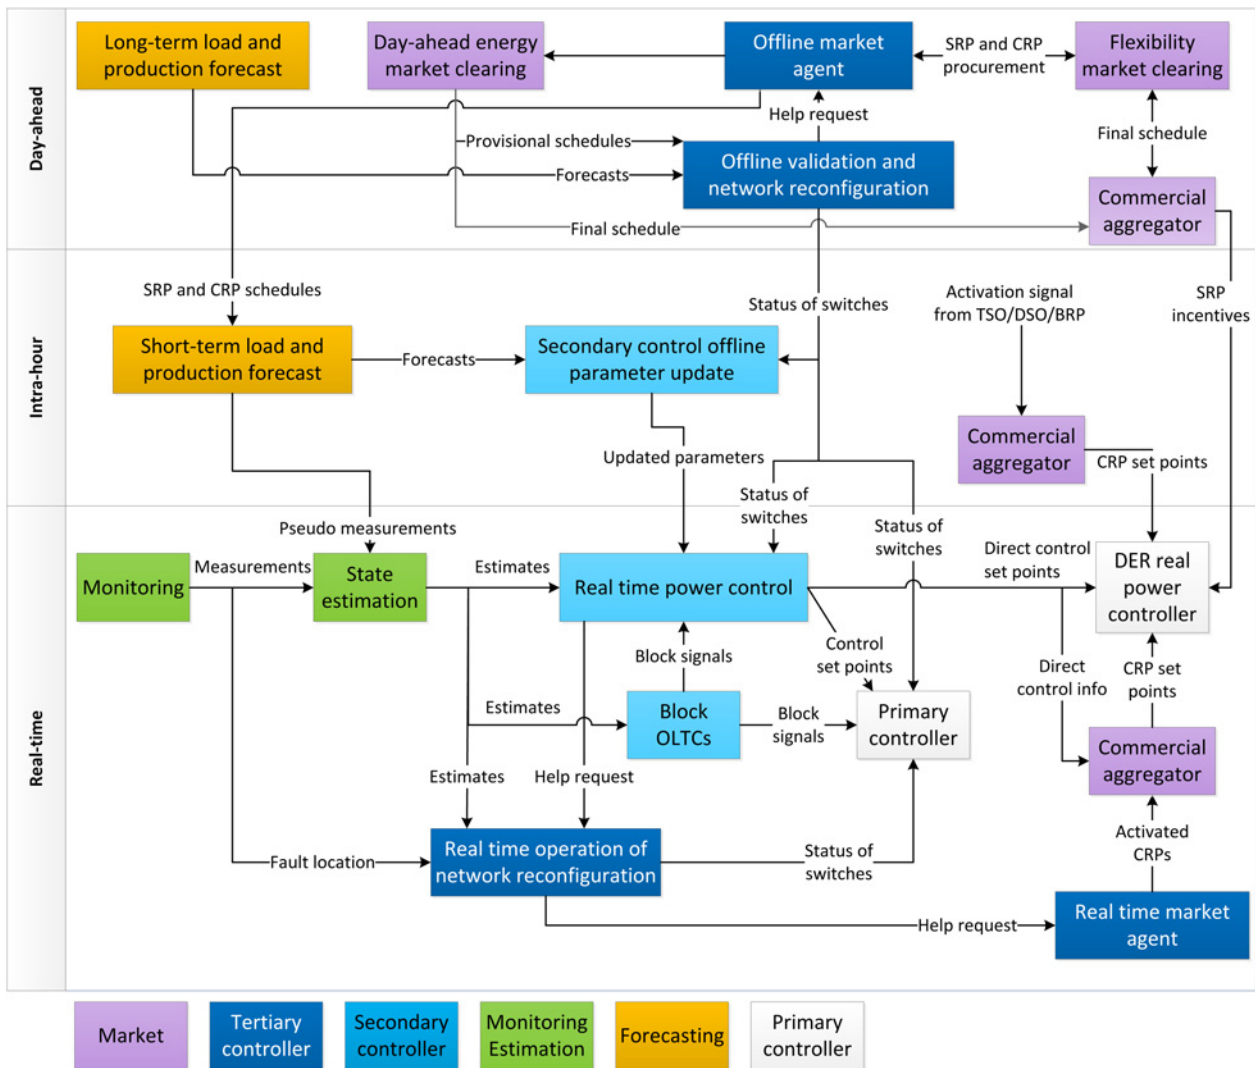 Day-ahead
Long-term load and
production forecast
Day-ahead energy
market clearing
Offline market
agent
SRP and CRP
procurement
Flexibility
market clearing
Help request
Provisional schedules
Final schedule
Offline validation and
network reconfiguration
Forecasts
Commercial
aggregator
Final schedule
Intra-hour
SRP and CRP schedules
Status of switches
Activation signal
from TSO/DSO/BRP
SRP
incentives
Short-term load and
production forecast
Forecasts
Secondary control offline
parameter update
Commercial
aggregator
CRP set points
Updated parameters
Real-time
Status of
switches
Pseudo measurements
Status of
switches
Monitoring
Measurements
State
estimation
Estimates
Real time power control
Direct control
set points
DER real
power
controller
Block signals
Control
set points
Direct
control info
CRP set
points
Estimates
Block
OLTCs
Block
signals
Primary
controller
Commercial
aggregator
Estimates
Help request
Activated
CRPs
Fault location
Real time operation of
network reconfiguration
Status of
switches
Help request
Real time market
agent
Market
Tertiary
controller
Secondary
controller
Monitoring
Estimation
Forecasting
Primary
controller